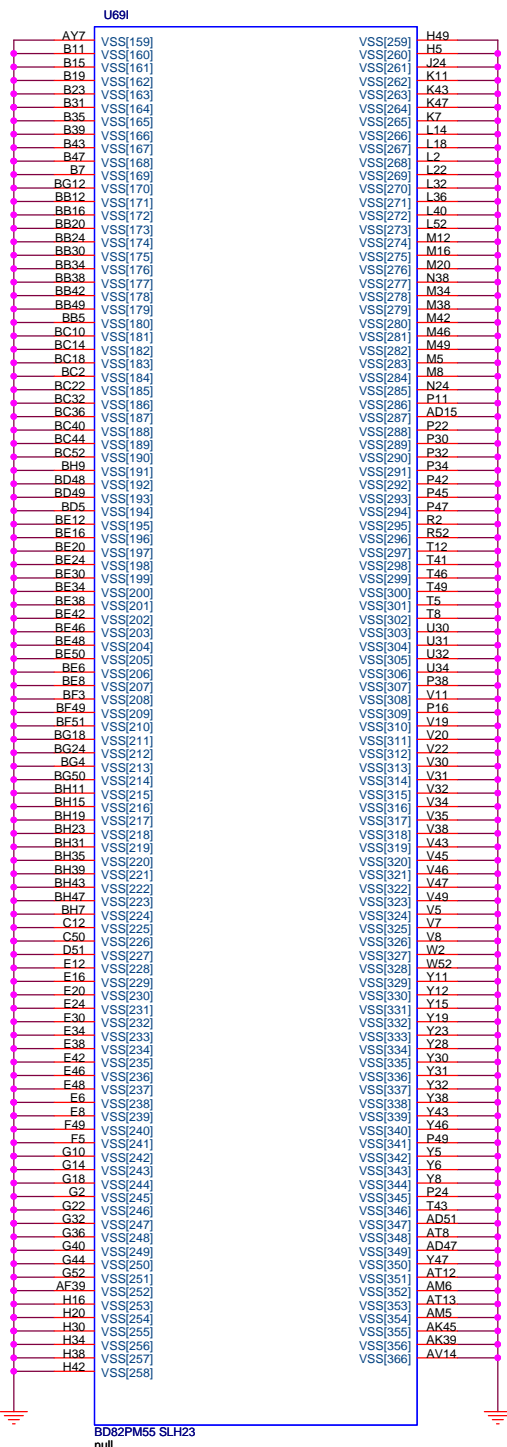 U69I
AY7 VSS[159] VSS[259] H49
B11 VSS[160] VSS[260] H5
B15 VSS[161] VSS[261] J24
B19 VSS[162] VSS[262] K11
B23 VSS[163] VSS[263] K43
B31 VSS[164] VSS[264] K47
B35 VSS[165] VSS[265] K7
B39 VSS[166] VSS[266] L14
B43 VSS[167] VSS[267] L18
B47 VSS[168] VSS[268] L2
B7 VSS[169] VSS[269] L22
BG12 VSS[170] VSS[270] L32
BB12 VSS[171] VSS[271] L36
BB16 VSS[172] VSS[272] L40
BB20 VSS[173] VSS[273] L52
BB24 VSS[174] VSS[274] M12
BB30 VSS[175] VSS[275] M16
BB34 VSS[176] VSS[276] M20
BB38 VSS[177] VSS[277] N38
BB42 VSS[178] VSS[278] M34
BB49 VSS[179] VSS[279] M38
BB5 VSS[180] VSS[280] M42
BC10 VSS[181] VSS[281] M46
BC14 VSS[182] VSS[282] M49
BC18 VSS[183] VSS[283] M5
BC2 VSS[184] VSS[284] M8
BC22 VSS[185] VSS[285] N24
BC32 VSS[186] VSS[286] P11
BC36 VSS[187] VSS[287] AD15
BC40 VSS[188] VSS[288] P22
BC44 VSS[189] VSS[289] P30
BC52 VSS[190] VSS[290] P32
BH9 VSS[191] VSS[291] P34
BD48 VSS[192] VSS[292] P42
BD49 VSS[193] VSS[293] P45
BD5 VSS[194] VSS[294] P47
BE12 VSS[195] VSS[295] R2
BE16 VSS[196] VSS[296] R52
BE20 VSS[197] VSS[297] T12
BE24 VSS[198] VSS[298] T41
BE30 VSS[199] VSS[299] T46
BE34 VSS[200] VSS[300] T49
BE38 VSS[201] VSS[301] T5
BE42 VSS[202] VSS[302] T8
BE46 VSS[203] VSS[303] U30
BE48 VSS[204] VSS[304] U31
BE50 VSS[205] VSS[305] U32
BE6 VSS[206] VSS[306] U34
BE8 VSS[207] VSS[307] P38
BF3 VSS[208] VSS[308] V11
BF49 VSS[209] VSS[309] P16
BF51 VSS[210] VSS[310] V19
BG18 VSS[211] VSS[311] V20
BG24 VSS[212] VSS[312] V22
BG4 VSS[213] VSS[313] V30
BG50 VSS[214] VSS[314] V31
BH11 VSS[215] VSS[315] V32
BH15 VSS[216] VSS[316] V34
BH19 VSS[217] VSS[317] V35
BH23 VSS[218] VSS[318] V38
BH31 VSS[219] VSS[319] V43
BH35 VSS[220] VSS[320] V45
BH39 VSS[221] VSS[321] V46
BH43 VSS[222] VSS[322] V47
BH47 VSS[223] VSS[323] V49
BH7 VSS[224] VSS[324] V5
C12 VSS[225] VSS[325] V7
C50 VSS[226] VSS[326] V8
D51 VSS[227] VSS[327] W2
E12 VSS[228] VSS[328] W52
E16 VSS[229] VSS[329] Y11
E20 VSS[230] VSS[330] Y12
E24 VSS[231] VSS[331] Y15
E30 VSS[232] VSS[332] Y19
E34 VSS[233] VSS[333] Y23
E38 VSS[234] VSS[334] Y28
E42 VSS[235] VSS[335] Y30
E46 VSS[236] VSS[336] Y31
E48 VSS[237] VSS[337] Y32
E6 VSS[238] VSS[338] Y38
E8 VSS[239] VSS[339] Y43
F49 VSS[240] VSS[340] Y46
F5 VSS[241] VSS[341] P49
G10 VSS[242] VSS[342] Y5
G14 VSS[243] VSS[343] Y6
G18 VSS[244] VSS[344] Y8
G2 VSS[245] VSS[345] P24
G22 VSS[246] VSS[346] T43
G32 VSS[247] VSS[347] AD51
G36 VSS[248] VSS[348] AT8
G40 VSS[249] VSS[349] AD47
G44 VSS[250] VSS[350] Y47
G52 VSS[251] VSS[351] AT12
AF39 VSS[252] VSS[352] AM6
H16 VSS[253] VSS[353] AT13
H20 VSS[254] VSS[354] AM5
H30 VSS[255] VSS[355] AK45
H34 VSS[256] VSS[356] AK39
H38 VSS[257] VSS[366] AV14
H42 VSS[258]
BD82PM55 SLH23
null